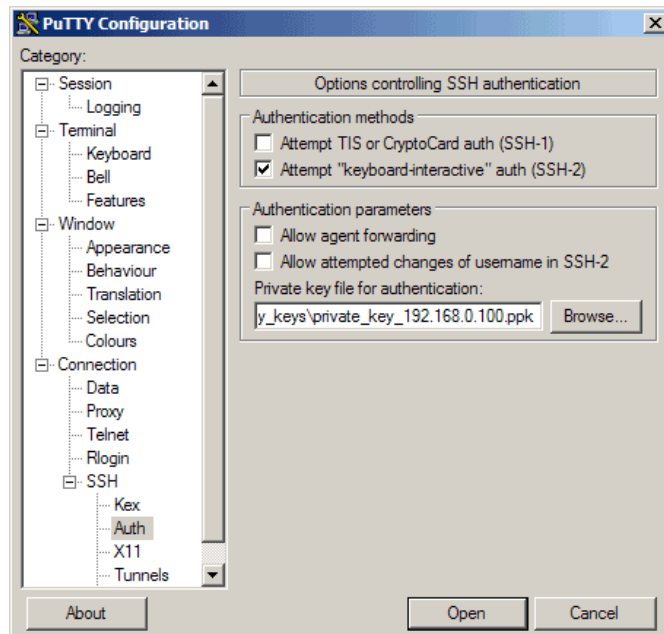 PuTTY Configuration
Category:
Session
Logging
Terminal
Keyboard
Bell
Features
Window
Appearance
Behaviour
Translation
Selection
Colours
Connection
Data
Proxy
Telnet
Rlogin
SSH
Kex
Auth
X11
Tunnels
Options controlling SSH authentication
Authentication methods
Attempt TIS or CryptoCard auth (SSH-1)
Attempt "keyboard-interactive" auth (SSH-2)
Authentication parameters
Allow agent forwarding
Allow attempted changes of username in SSH-2
Private key file for authentication:
y_keys\private_key_192.168.0.100.ppk Browse...
About Open Cancel